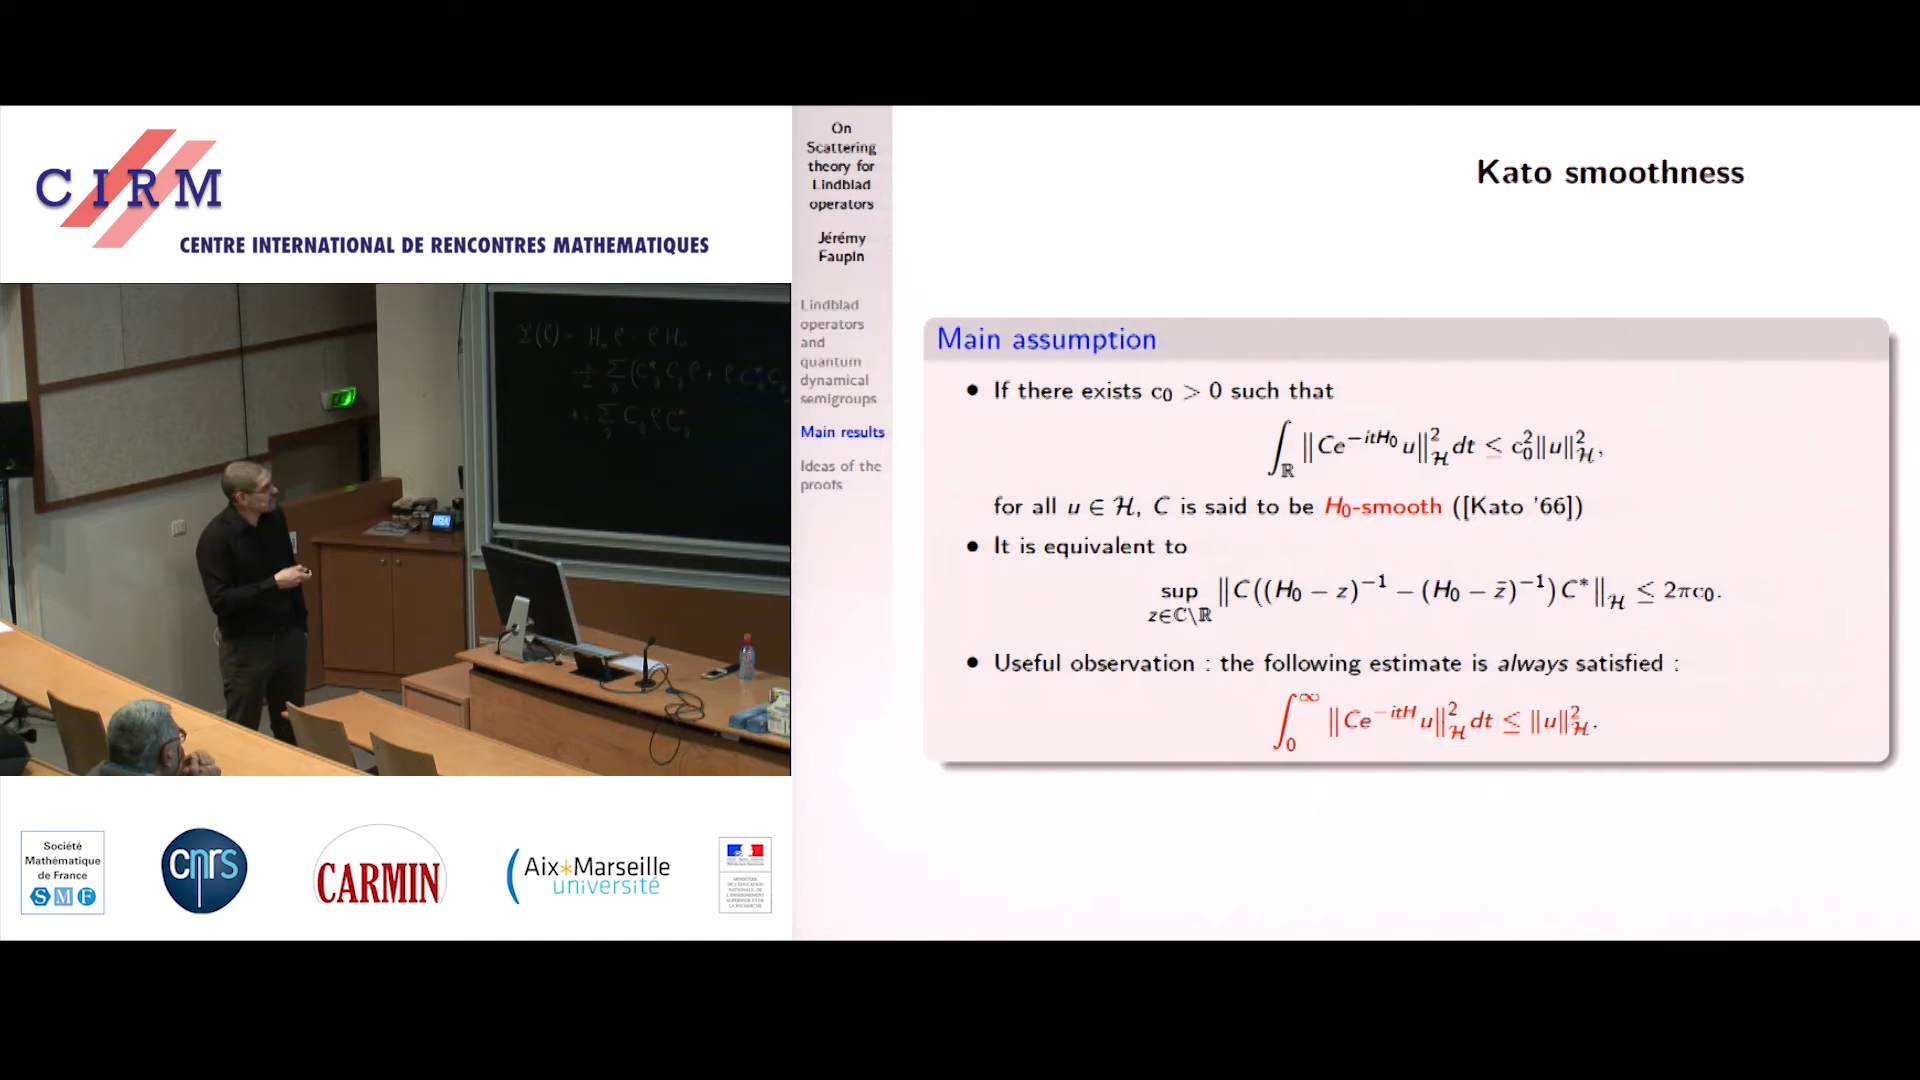 CIRM
CENTRE INTERNATIONAL DE RENCONTRES MATHEMATIQUES
Société
Mathématique
de France
SMF
cnrs
CARMIN
Aix*Marseille
université
On
Scattering
theory for
Lindblad
operators
Jérémy
Faupin
Lindblad
operators
and
quantum
dynamical
semigroups
Main results
Ideas of the
proofs
Kato smoothness
Main assumption
• If there exists c₀ > 0 such that
∫_ℝ ‖Ce^{-itH₀}u‖²_ℋ dt ≤ c₀²‖u‖²_ℋ,
for all u ∈ ℋ, C is said to be H₀-smooth ([Kato '66])
• It is equivalent to
sup_{z∈ℂ\ℝ} ‖C((H₀ − z)⁻¹ − (H₀ − z̄)⁻¹)C*‖_ℋ ≤ 2πc₀.
• Useful observation : the following estimate is always satisfied :
∫₀^∞ ‖Ce^{-itH}u‖²_ℋ dt ≤ ‖u‖²_ℋ.